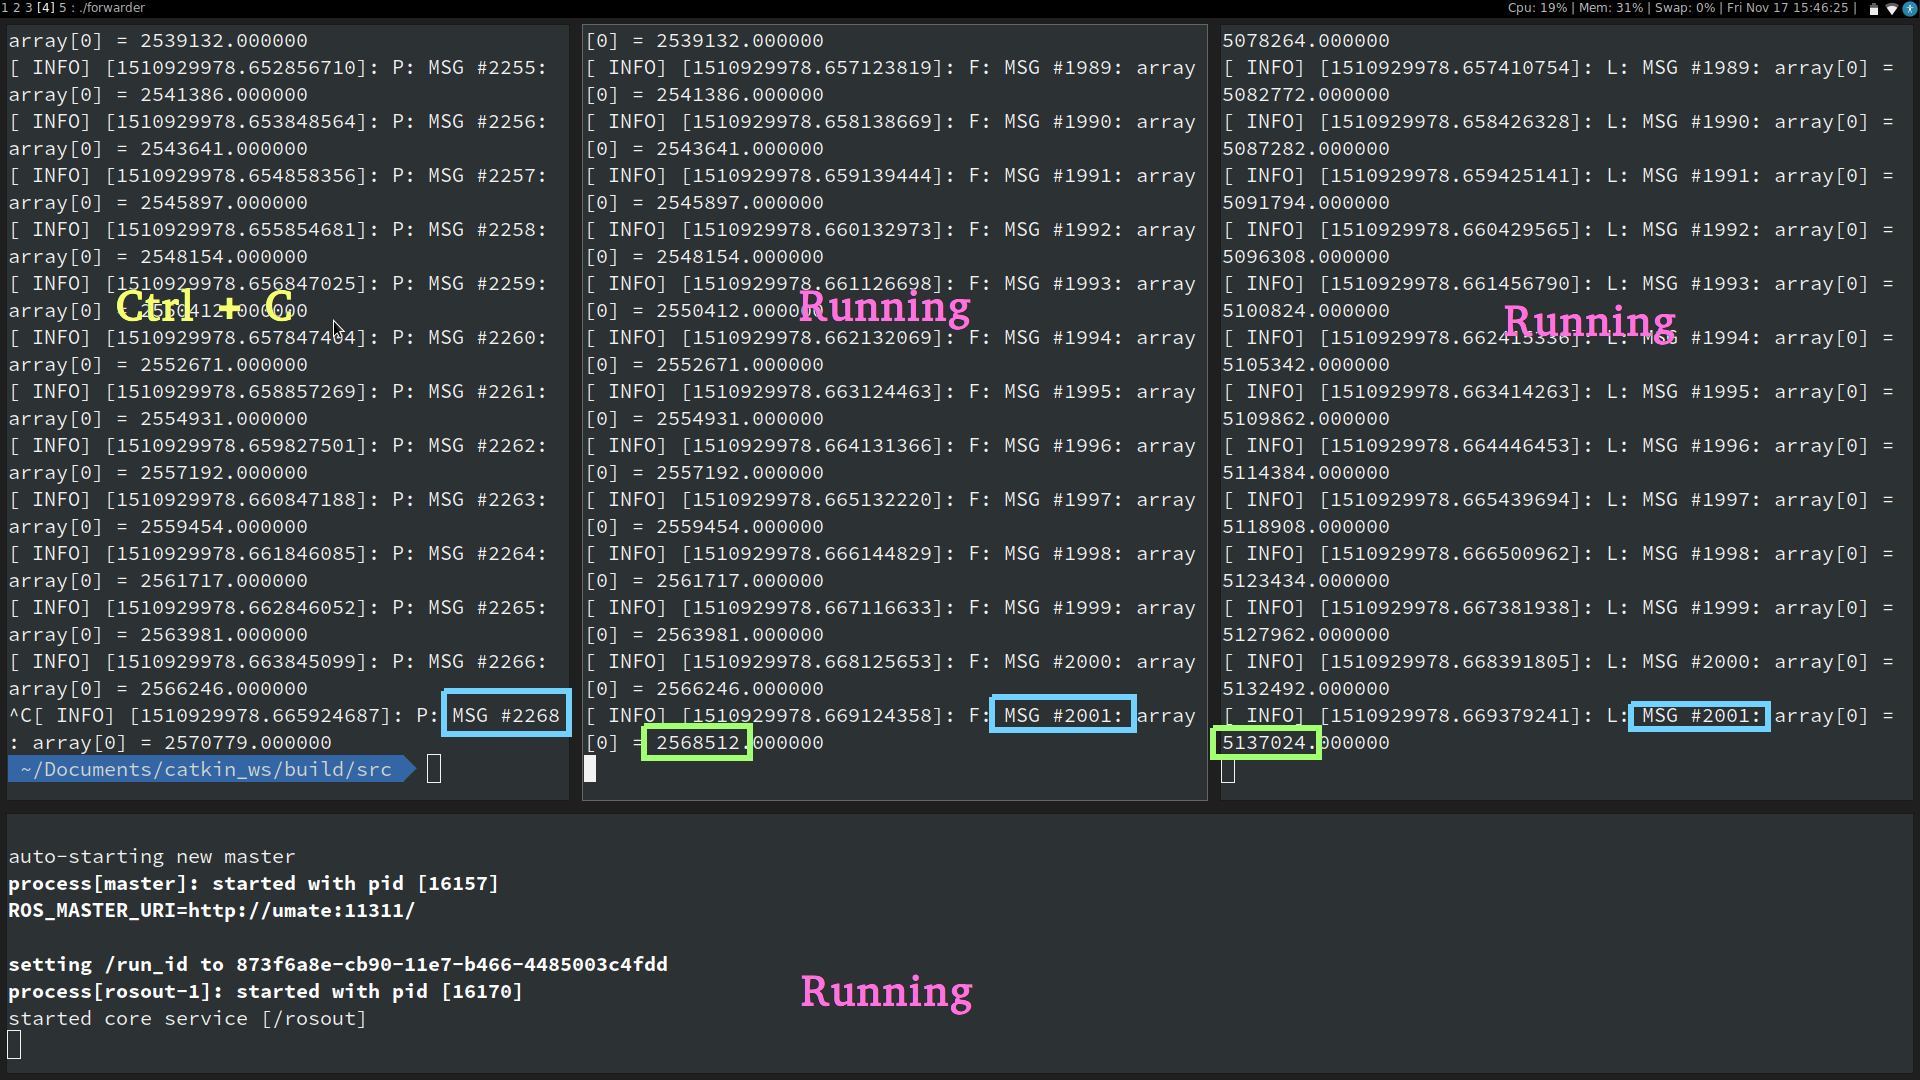 1 2 3 [4] 5 : ./forwarder
Cpu: 19% | Mem: 31% | Swap: 0% | Fri Nov 17 15:46:25 |
array[0] = 2539132.000000
[ INFO] [1510929978.652856710]: P: MSG #2255:
array[0] = 2541386.000000
[ INFO] [1510929978.653848564]: P: MSG #2256:
array[0] = 2543641.000000
[ INFO] [1510929978.654858356]: P: MSG #2257:
array[0] = 2545897.000000
[ INFO] [1510929978.655854681]: P: MSG #2258:
array[0] = 2548154.000000
[ INFO] [1510929978.656847025]: P: MSG #2259:
array[0] = 2550412.000000
Ctrl + C
[ INFO] [1510929978.657847404]: P: MSG #2260:
array[0] = 2552671.000000
[ INFO] [1510929978.658857269]: P: MSG #2261:
array[0] = 2554931.000000
[ INFO] [1510929978.659827501]: P: MSG #2262:
array[0] = 2557192.000000
[ INFO] [1510929978.660847188]: P: MSG #2263:
array[0] = 2559454.000000
[ INFO] [1510929978.661846085]: P: MSG #2264:
array[0] = 2561717.000000
[ INFO] [1510929978.662846052]: P: MSG #2265:
array[0] = 2563981.000000
[ INFO] [1510929978.663845099]: P: MSG #2266:
array[0] = 2566246.000000
^C[ INFO] [1510929978.665924687]: P: MSG #2268
: array[0] = 2570779.000000
~/Documents/catkin_ws/build/src
[0] = 2539132.000000
[ INFO] [1510929978.657123819]: F: MSG #1989: array
[0] = 2541386.000000
[ INFO] [1510929978.658138669]: F: MSG #1990: array
[0] = 2543641.000000
[ INFO] [1510929978.659139444]: F: MSG #1991: array
[0] = 2545897.000000
[ INFO] [1510929978.660132973]: F: MSG #1992: array
[0] = 2548154.000000
[ INFO] [1510929978.661126698]: F: MSG #1993: array
[0] = 2550412.000000
Running
[ INFO] [1510929978.662132069]: F: MSG #1994: array
[0] = 2552671.000000
[ INFO] [1510929978.663124463]: F: MSG #1995: array
[0] = 2554931.000000
[ INFO] [1510929978.664131366]: F: MSG #1996: array
[0] = 2557192.000000
[ INFO] [1510929978.665132220]: F: MSG #1997: array
[0] = 2559454.000000
[ INFO] [1510929978.666144829]: F: MSG #1998: array
[0] = 2561717.000000
[ INFO] [1510929978.667116633]: F: MSG #1999: array
[0] = 2563981.000000
[ INFO] [1510929978.668125653]: F: MSG #2000: array
[0] = 2566246.000000
[ INFO] [1510929978.669124358]: F: MSG #2001: array
[0] = 2568512.000000
5078264.000000
[ INFO] [1510929978.657410754]: L: MSG #1989: array[0] =
5082772.000000
[ INFO] [1510929978.658426328]: L: MSG #1990: array[0] =
5087282.000000
[ INFO] [1510929978.659425141]: L: MSG #1991: array[0] =
5091794.000000
[ INFO] [1510929978.660429565]: L: MSG #1992: array[0] =
5096308.000000
[ INFO] [1510929978.661456790]: L: MSG #1993: array[0] =
5100824.000000
Running
[ INFO] [1510929978.662415336]: L: MSG #1994: array[0] =
5105342.000000
[ INFO] [1510929978.663414263]: L: MSG #1995: array[0] =
5109862.000000
[ INFO] [1510929978.664446453]: L: MSG #1996: array[0] =
5114384.000000
[ INFO] [1510929978.665439694]: L: MSG #1997: array[0] =
5118908.000000
[ INFO] [1510929978.666500962]: L: MSG #1998: array[0] =
5123434.000000
[ INFO] [1510929978.667381938]: L: MSG #1999: array[0] =
5127962.000000
[ INFO] [1510929978.668391805]: L: MSG #2000: array[0] =
5132492.000000
[ INFO] [1510929978.669379241]: L: MSG #2001: array[0] =
5137024.000000
auto-starting new master
process[master]: started with pid [16157]
ROS_MASTER_URI=http://umate:11311/
setting /run_id to 873f6a8e-cb90-11e7-b466-4485003c4fdd
process[rosout-1]: started with pid [16170]
Running
started core service [/rosout]